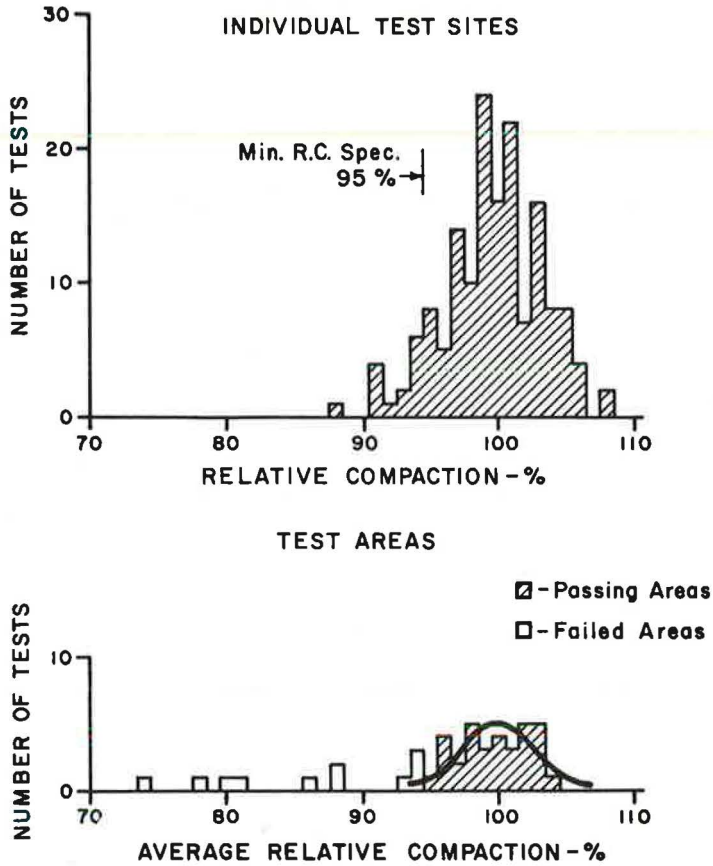 INDIVIDUAL TEST SITES
30
20
10
0
NUMBER OF TESTS
Min. R.C. Spec.
95 %
70 80 90 100 110
RELATIVE COMPACTION-%
TEST AREAS
-Passing Areas
-Failed Areas
10
0
NUMBER OF TESTS
70 80 90 100 110
AVERAGE RELATIVE COMPACTION-%